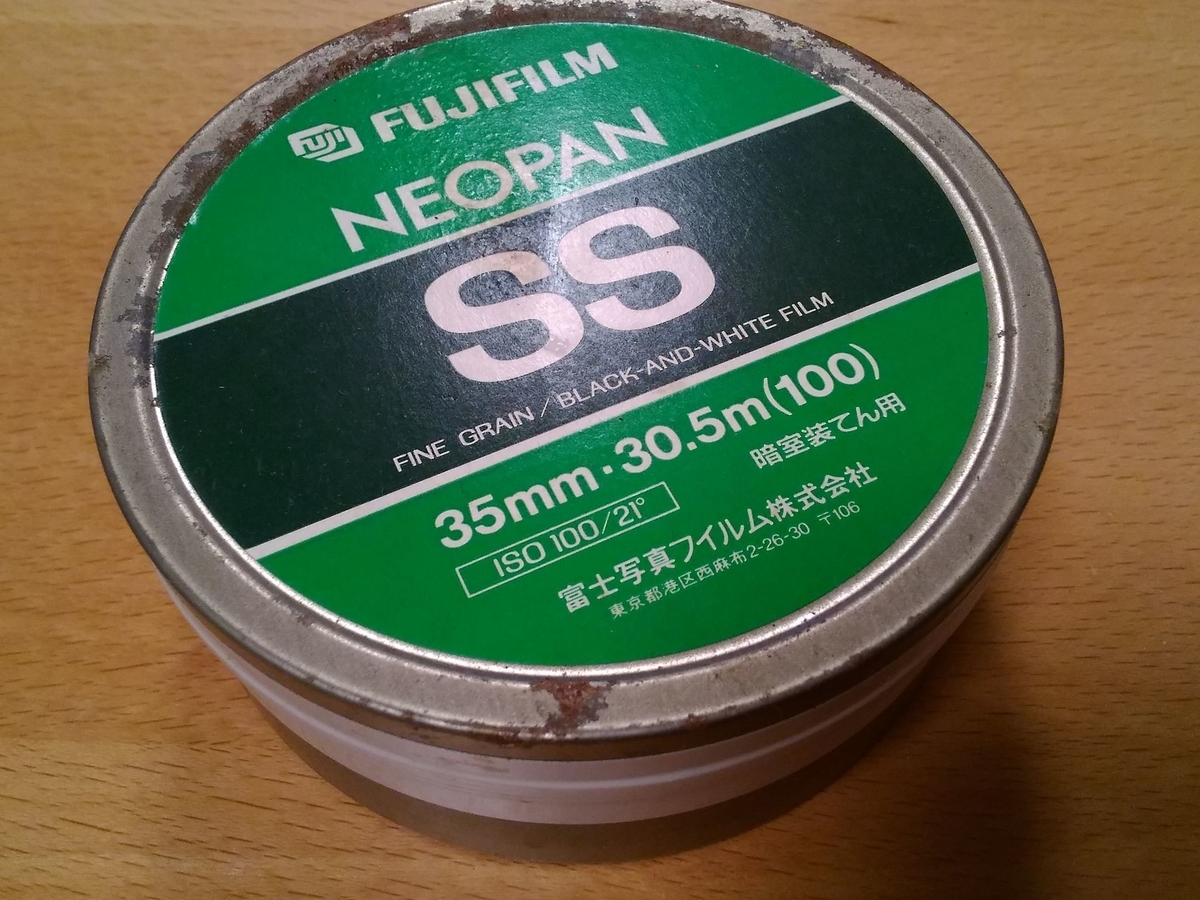 FUJI FUJIFILM
NEOPAN
SS
FINE GRAIN / BLACK-AND-WHITE FILM
35mm・30.5m(100)
暗室装てん用
ISO 100/21°
富士写真フイルム株式会社
東京都港区西麻布2-26-30 〒106